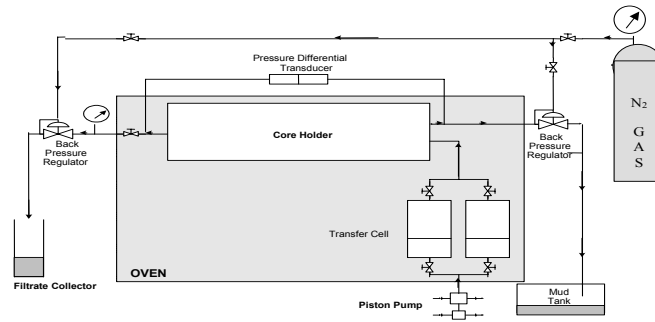 Pressure Differential
Transducer
N2
G
A
S
Core Holder
Back
Pressure
Regulator
Back
Pressure
Regulator
Transfer Cell
OVEN
Filtrate Collector
Piston Pump
Mud
Tank